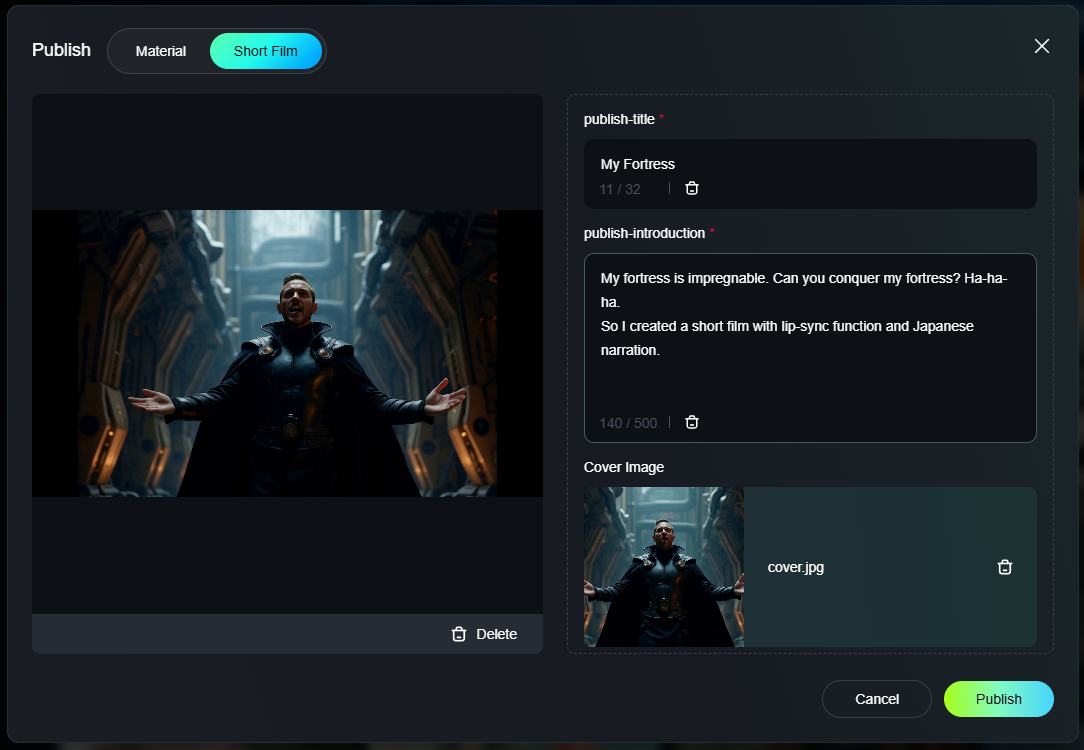 Publish
Material
Short Film
publish-title *
My Fortress
11 / 32
publish-introduction *
My fortress is impregnable. Can you conquer my fortress? Ha-ha-
ha.
So I created a short film with lip-sync function and Japanese
narration.
140 / 500
Cover Image
cover.jpg
Delete
Cancel
Publish